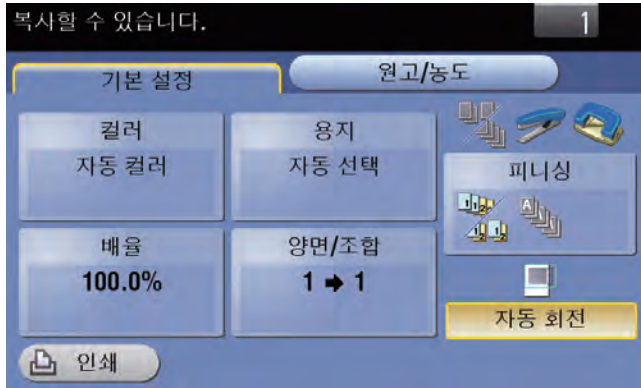 복사할 수 있습니다.
1
기본 설정
원고/농도
컬러
자동 컬러
용지
자동 선택
피니싱
배율
100.0%
양면/조합
1 ➡ 1
자동 회전
인쇄